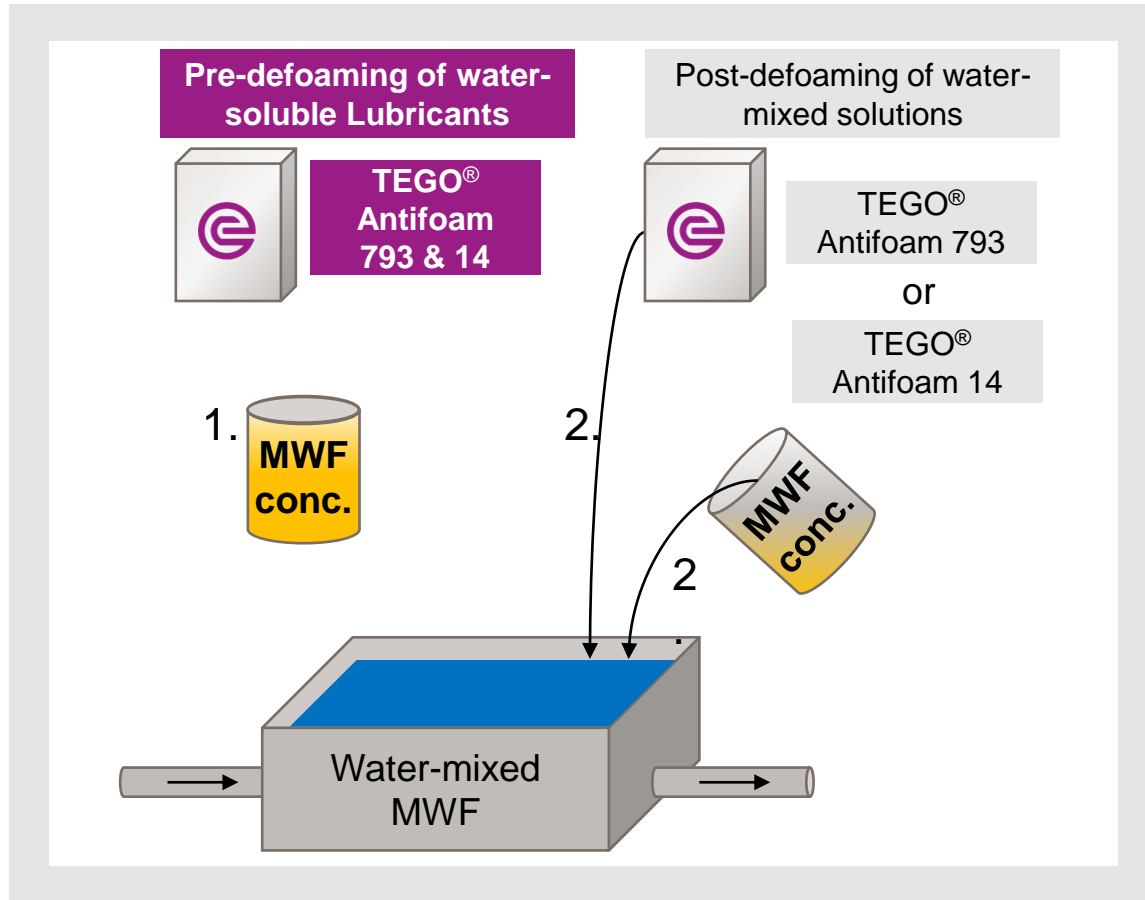 Pre-defoaming of water-
soluble Lubricants
Post-defoaming of water-
mixed solutions
TEGO®
Antifoam
793 & 14
TEGO®
Antifoam 793
or
TEGO®
Antifoam 14
1.
MWF
conc.
2.
MWF
conc.
2
.
Water-mixed
MWF